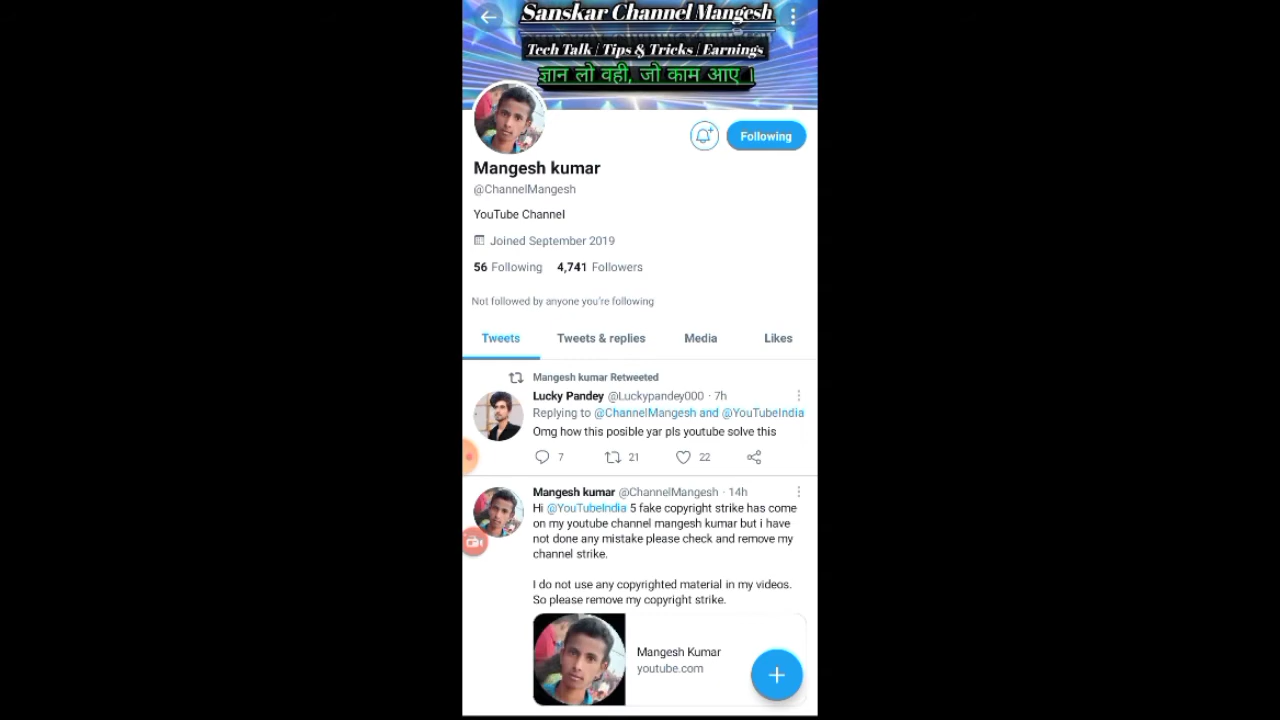 Sanskar Channel Mangesh
Tech Talk | Tips & Tricks | Earnings
ज्ञान लो वही, जो काम आए ।
Following
Mangesh kumar
@ChannelMangesh
YouTube Channel
Joined September 2019
56 Following 4,741 Followers
Not followed by anyone you're following
Tweets Tweets & replies Media Likes
Mangesh kumar Retweeted
Lucky Pandey @Luckypandey000 · 7h
Replying to @ChannelMangesh and @YouTubeIndia
Omg how this posible yar pls youtube solve this
7 21 22
Mangesh kumar @ChannelMangesh · 14h
Hi @YouTubeIndia 5 fake copyright strike has come
on my youtube channel mangesh kumar but i have
not done any mistake please check and remove my
channel strike.
I do not use any copyrighted material in my videos.
So please remove my copyright strike.
Mangesh Kumar
youtube.com